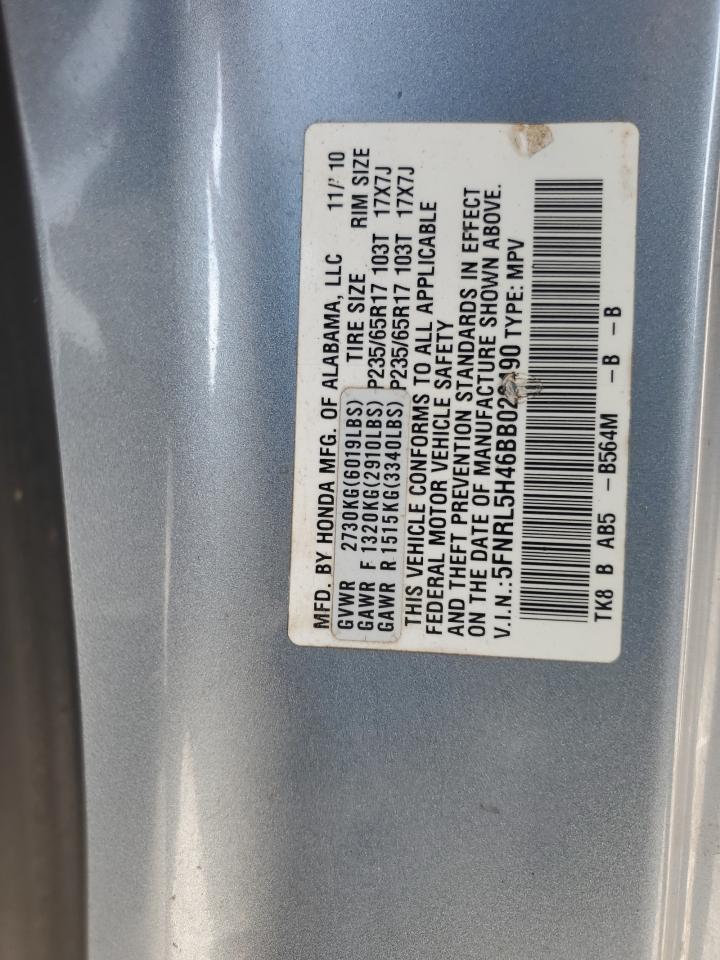 MFD. BY HONDA MFG. OF ALABAMA, LLC 11/ 10
GVWR 2730KG(6019LBS) TIRE SIZE RIM SIZE
GAWR F 1320KG(2910LBS) P235/65R17 103T 17X7J
GAWR R 1515KG(3340LBS) P235/65R17 103T 17X7J
THIS VEHICLE CONFORMS TO ALL APPLICABLE
FEDERAL MOTOR VEHICLE SAFETY
AND THEFT PREVENTION STANDARDS IN EFFECT
ON THE DATE OF MANUFACTURE SHOWN ABOVE.
V.I.N.: TYPE: MPV
TK8 B AB5 -B564M -B -B